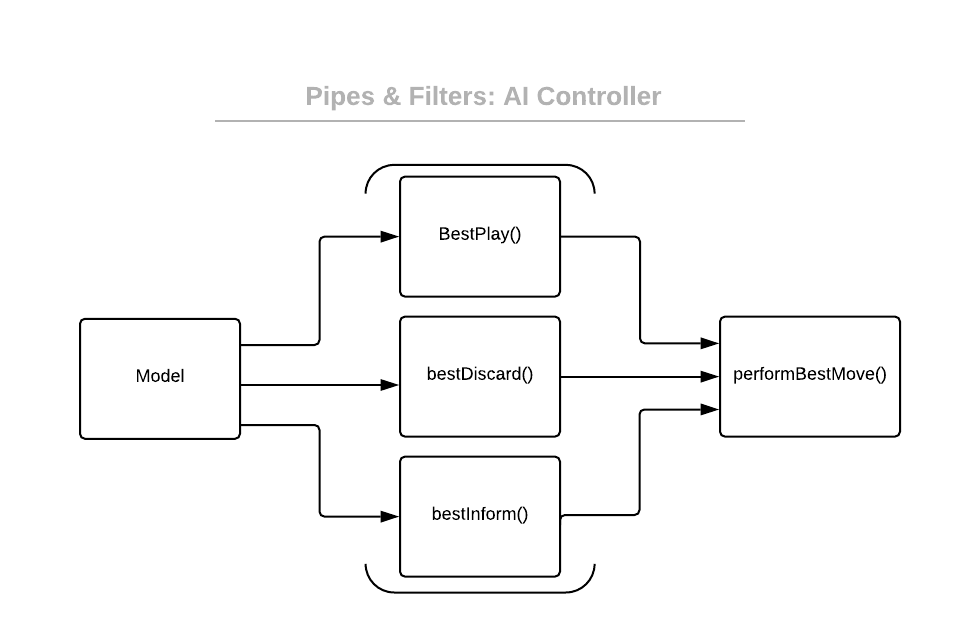 Pipes & Filters: AI Controller
BestPlay()
Model
bestDiscard()
performBestMove()
bestInform()